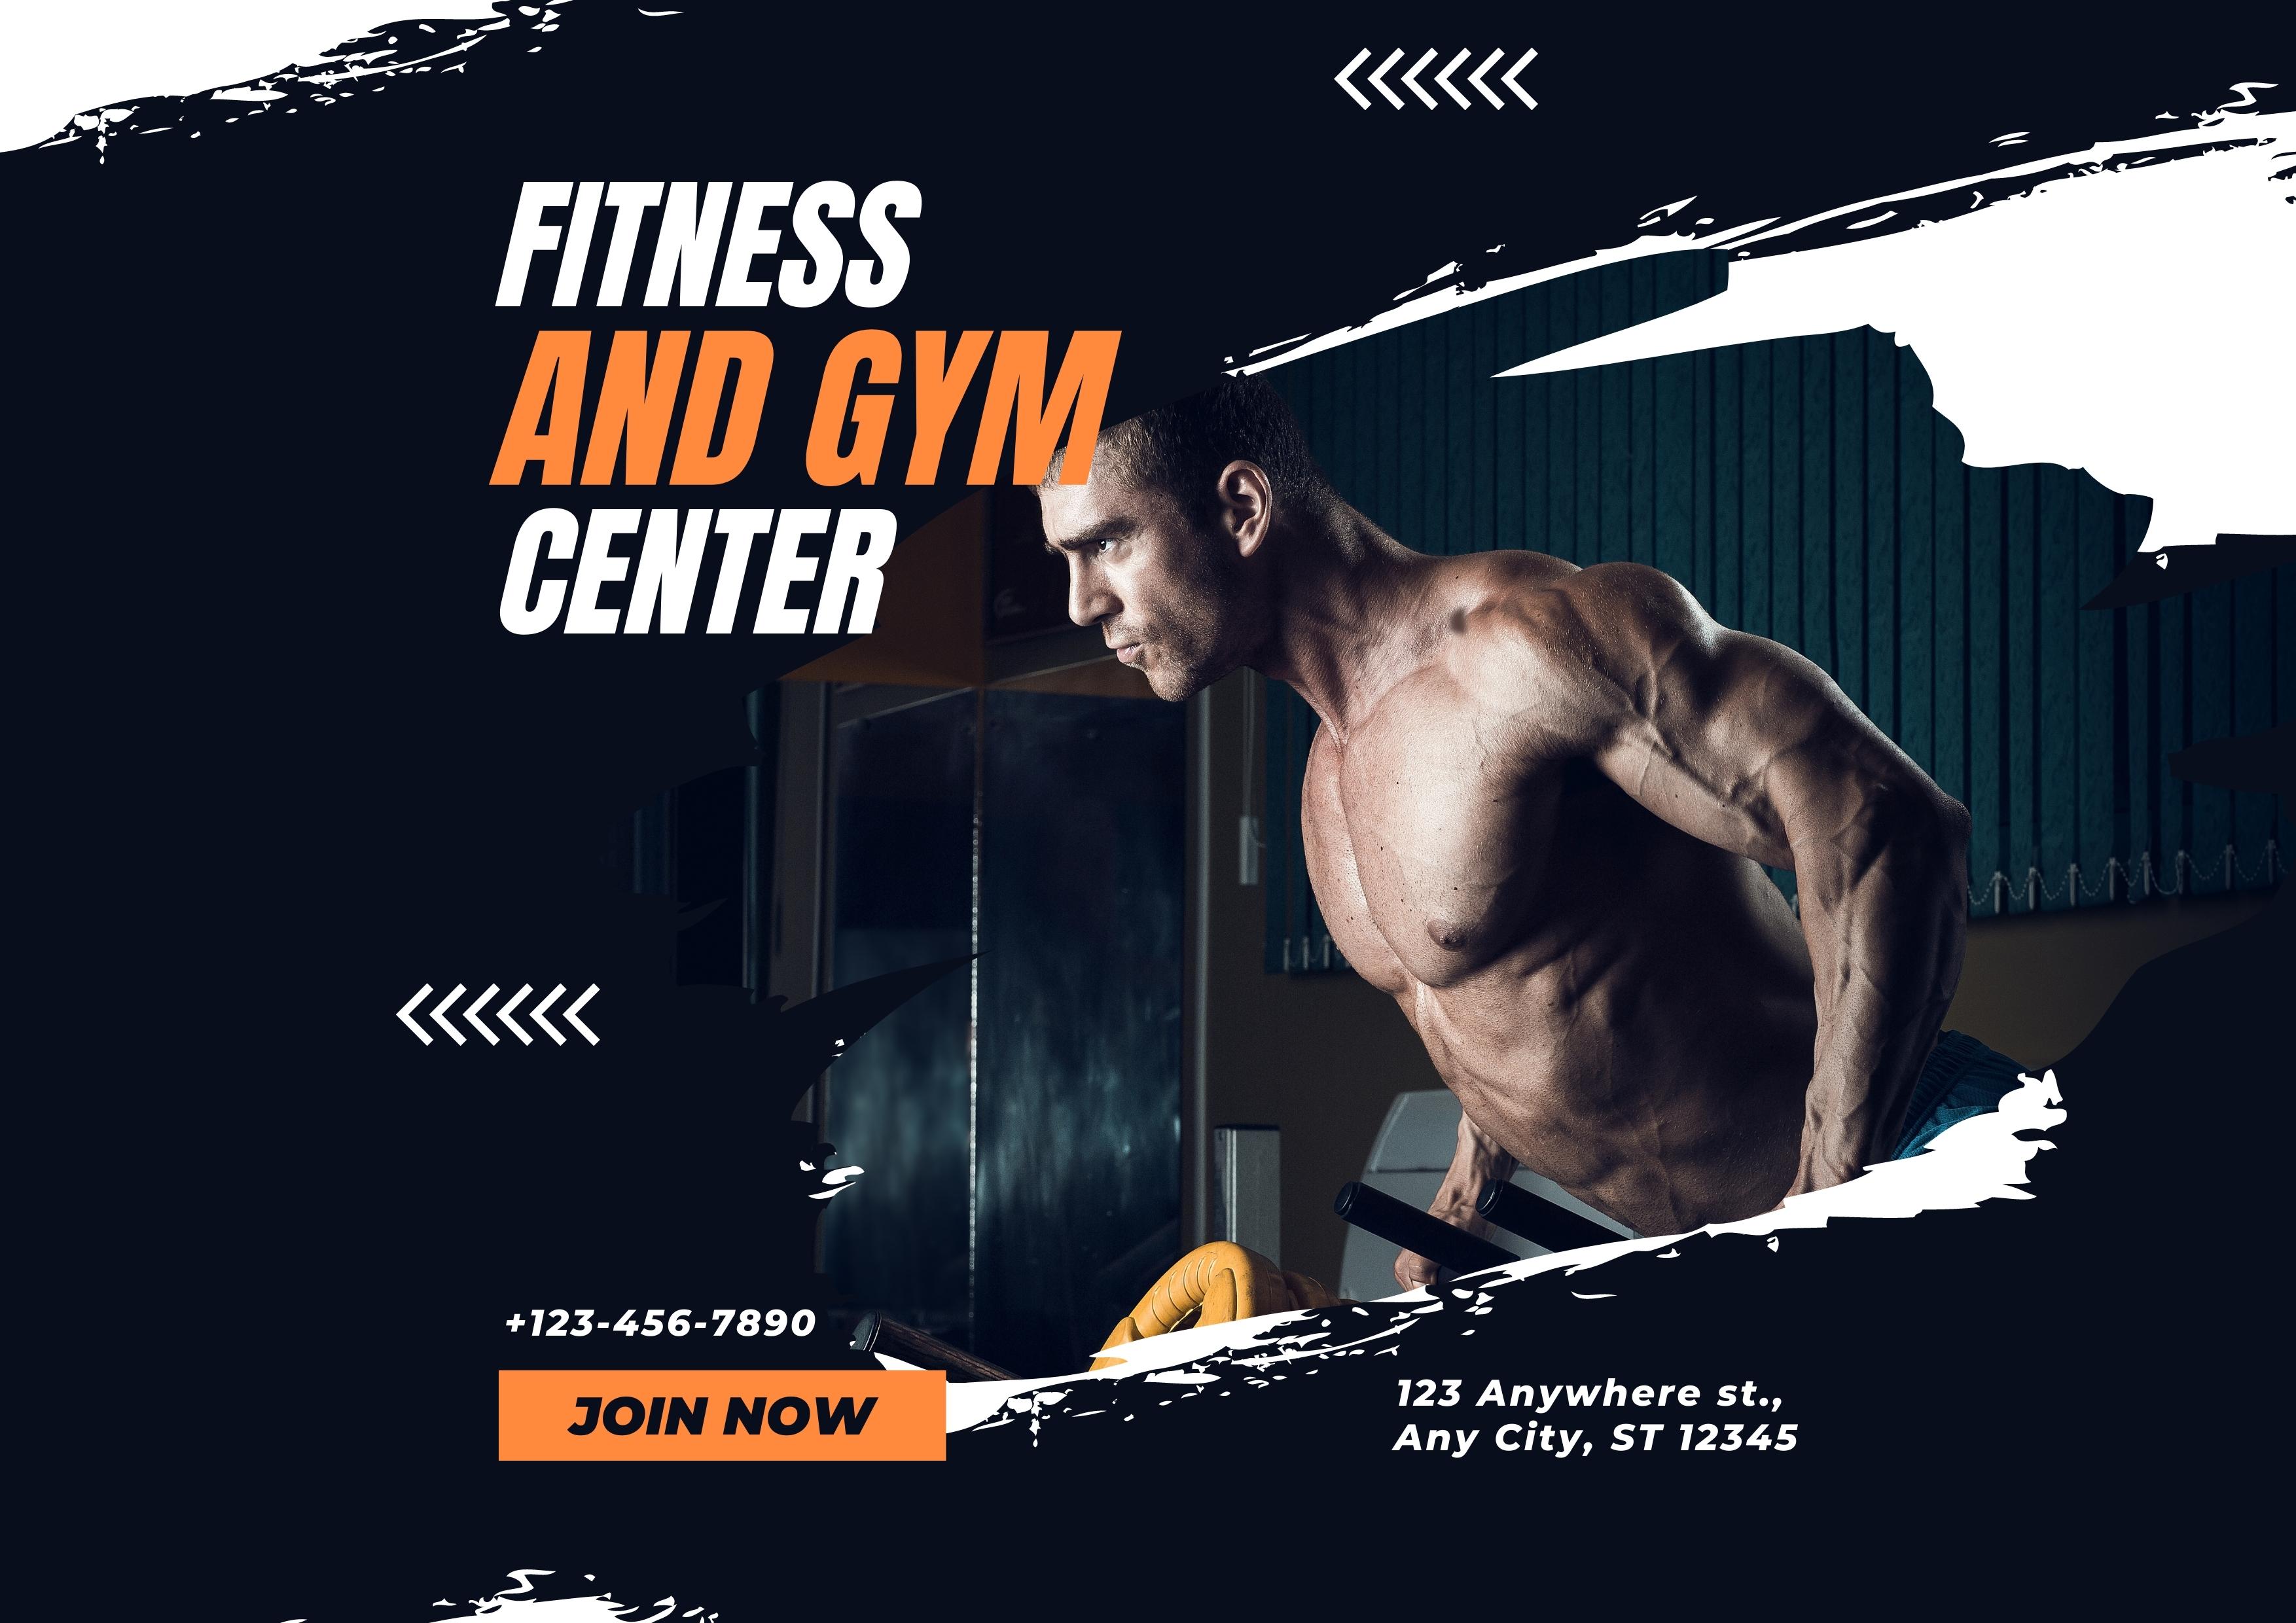 FITNESS
AND GYM
CENTER
+123-456-7890
JOIN NOW
123 Anywhere st.,
Any City, ST 12345